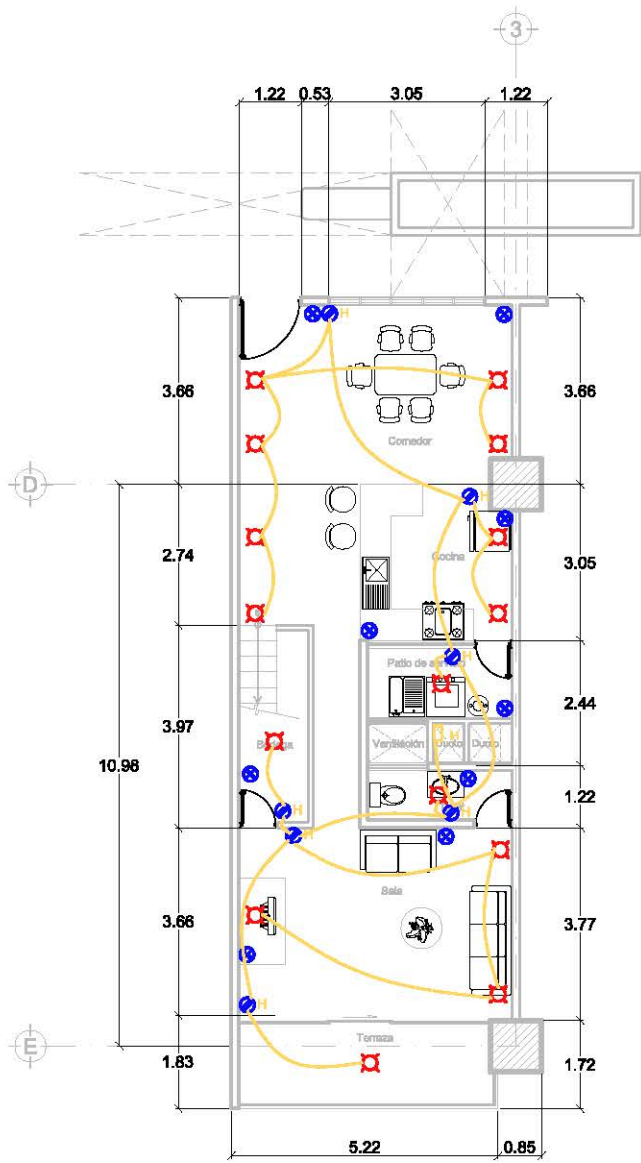 3
1.22 0.53 3.05 1.22
H
3.66 3.66
Comedor
D
H
2.74 Cocina 3.05
H
Patio de servicio
3.97 2.44
H
Bodega Ventilación Ducto Ducto
10.98
1.22
H
Sala
3.66 3.77
H
Terraza
E
1.83 1.72
5.22 0.85